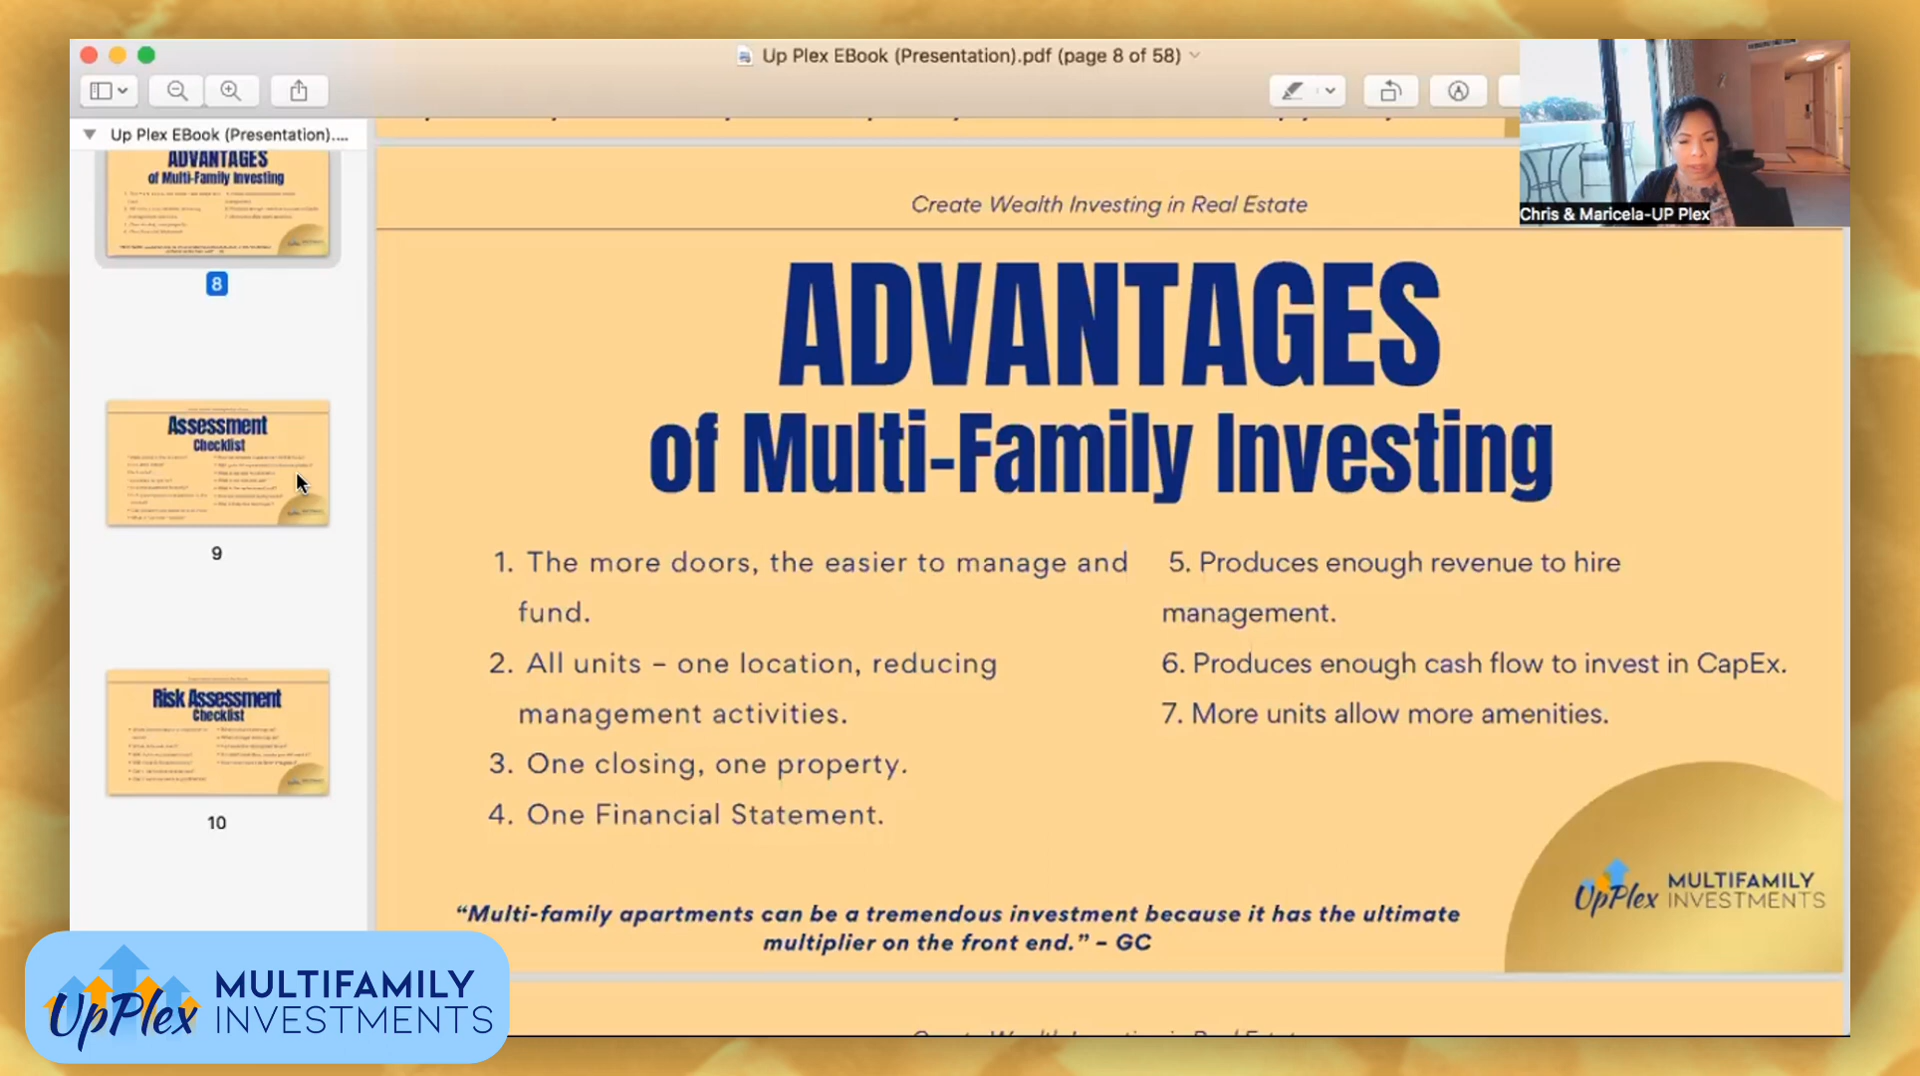 Up Plex EBook (Presentation).pdf (page 8 of 58)
Up Plex EBook (Presentation)....
ADVANTAGES
of Multi-Family Investing
8
Assessment
Checklist
9
Risk Assessment
Checklist
10
Chris & Maricela-UP Plex
Create Wealth Investing in Real Estate
ADVANTAGES
of Multi-Family Investing
1. The more doors, the easier to manage and
fund.
2. All units – one location, reducing
management activities.
3. One closing, one property.
4. One Financial Statement.
5. Produces enough revenue to hire
management.
6. Produces enough cash flow to invest in CapEx.
7. More units allow more amenities.
“Multi-family apartments can be a tremendous investment because it has the ultimate
multiplier on the front end.” – GC
UpPlex MULTIFAMILY
INVESTMENTS
UpPlex MULTIFAMILY
INVESTMENTS